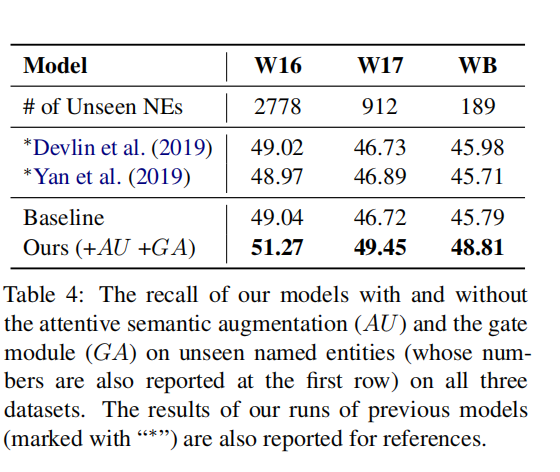 Model W16 W17 WB
# of Unseen NEs 2778 912 189
*Devlin et al. (2019) 49.02 46.73 45.98
*Yan et al. (2019) 48.97 46.89 45.71
Baseline 49.04 46.72 45.79
Ours (+AU +GA) 51.27 49.45 48.81
Table 4: The recall of our models with and without
the attentive semantic augmentation (AU) and the gate
module (GA) on unseen named entities (whose num-
bers are also reported at the first row) on all three
datasets. The results of our runs of previous models
(marked with “*”) are also reported for references.